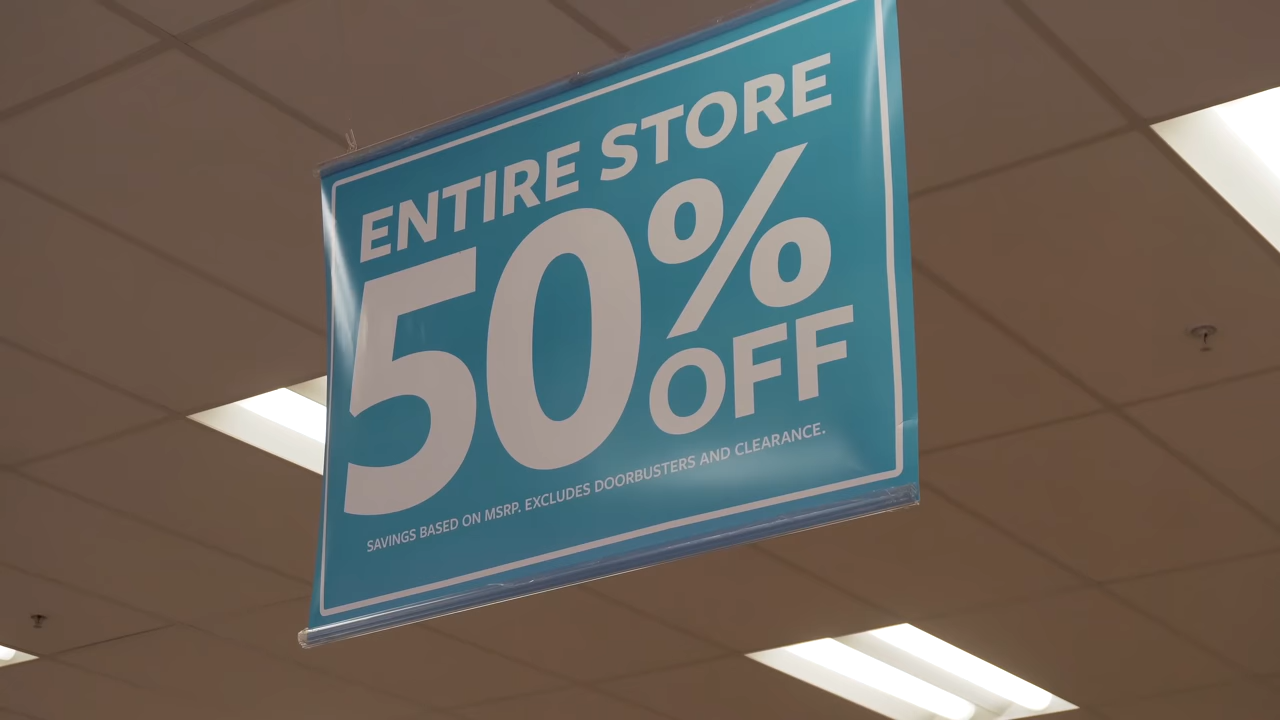 ENTIRE STORE
50%
OFF
SAVINGS BASED ON MSRP. EXCLUDES DOORBUSTERS AND CLEARANCE.